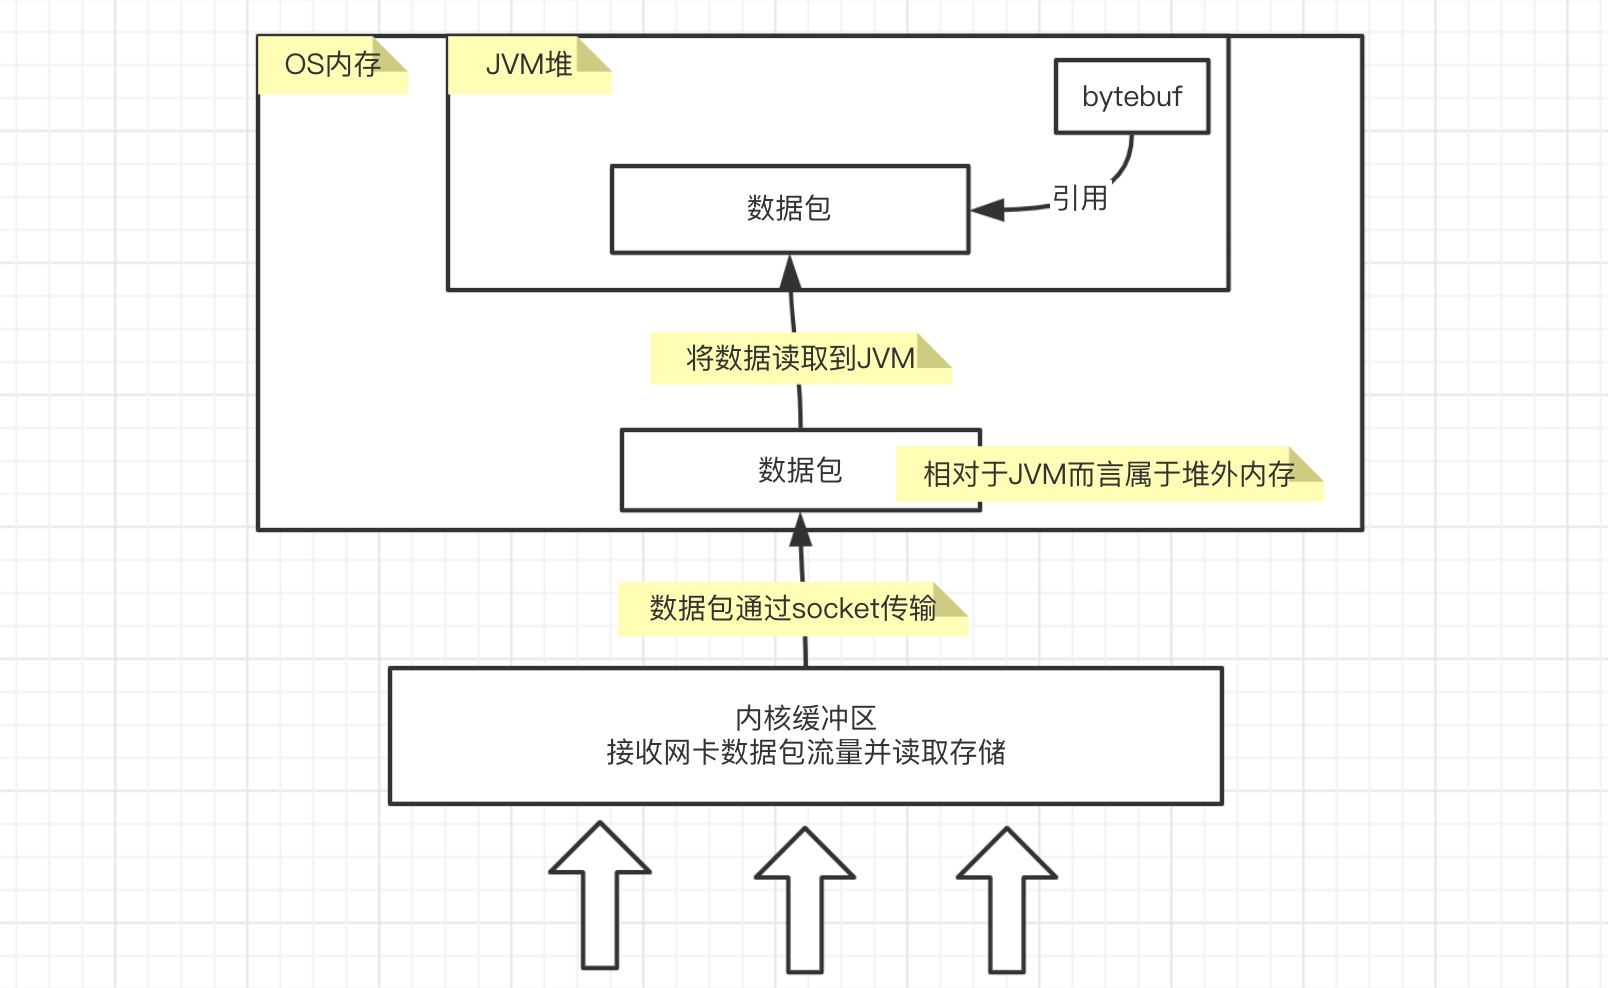 OS内存
JVM堆
bytebuf
数据包
引用
将数据读取到JVM
数据包
相对于JVM而言属于堆外内存
数据包通过socket传输
内核缓冲区
接收网卡数据包流量并读取存储